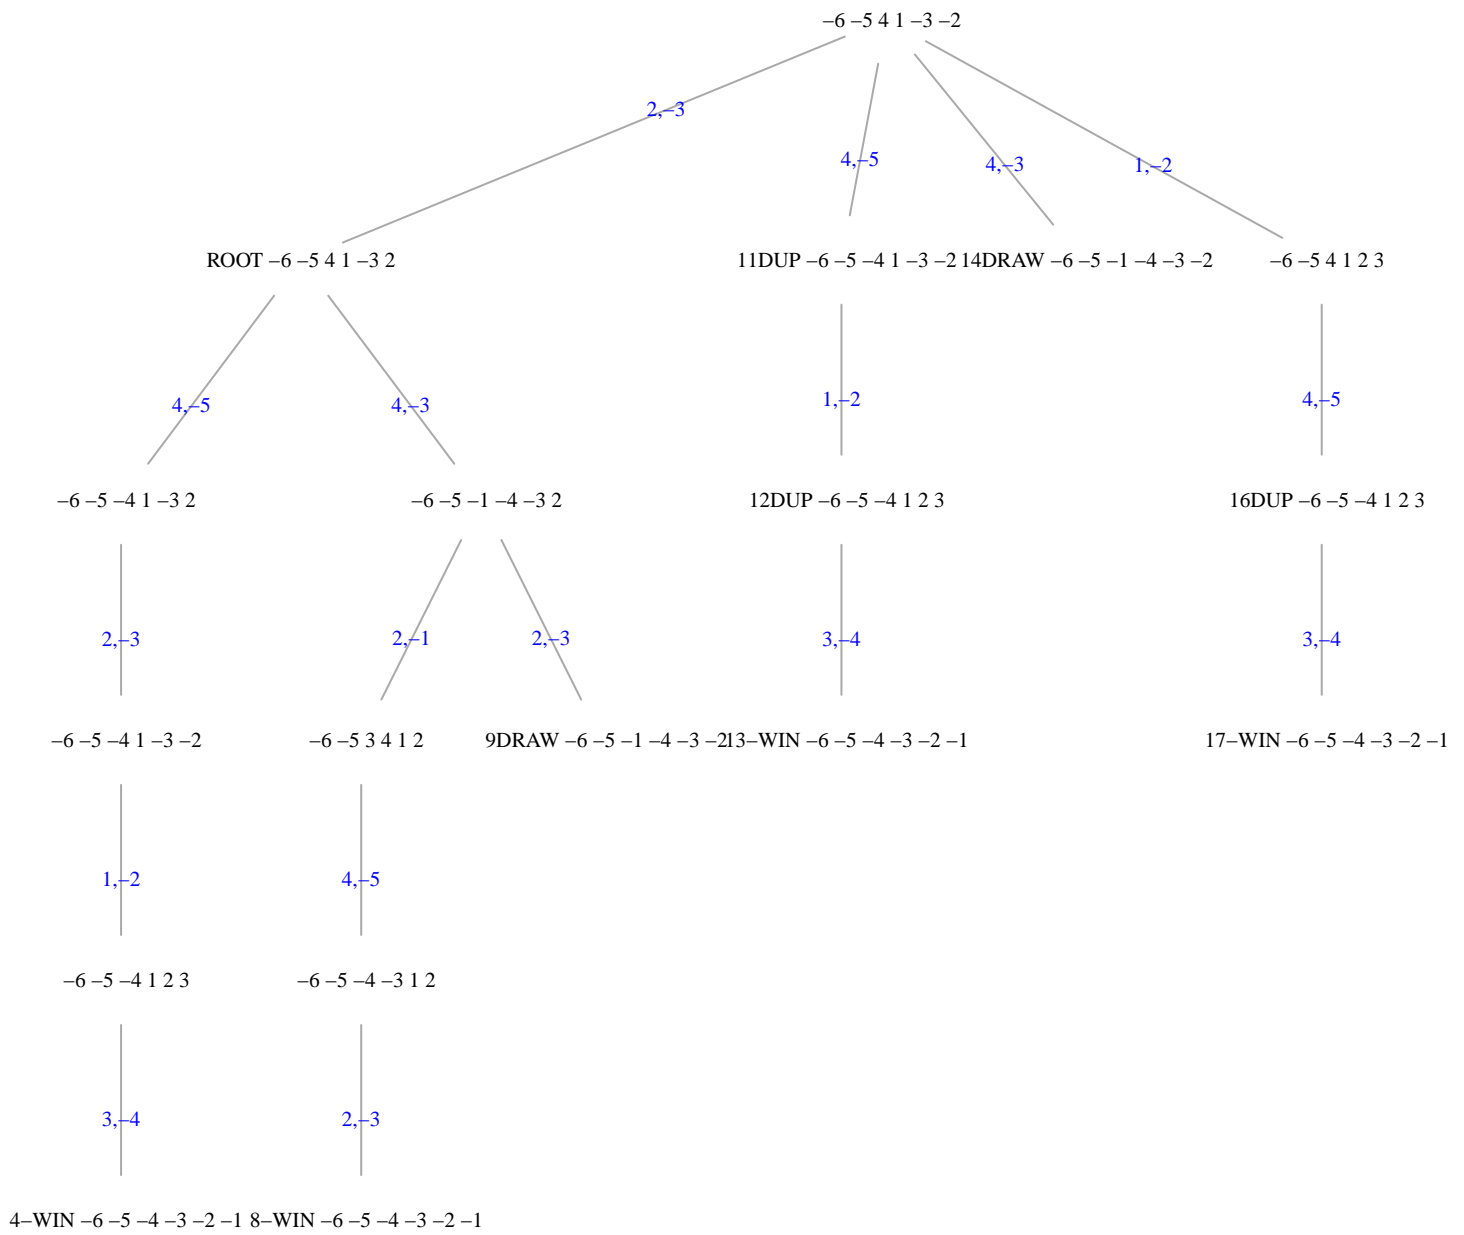 −6 −5 4 1 −3 −2
2,−3
4,−5
4,−3
1,−2
ROOT −6 −5 4 1 −3 2
11DUP −6 −5 −4 1 −3 −2
14DRAW −6 −5 −1 −4 −3 −2
−6 −5 4 1 2 3
4,−5
4,−3
1,−2
4,−5
−6 −5 −4 1 −3 2
−6 −5 −1 −4 −3 2
12DUP −6 −5 −4 1 2 3
16DUP −6 −5 −4 1 2 3
2,−3
2,−1
2,−3
3,−4
3,−4
−6 −5 −4 1 −3 −2
−6 −5 3 4 1 2
9DRAW −6 −5 −1 −4 −3 −2
13−WIN −6 −5 −4 −3 −2 −1
17−WIN −6 −5 −4 −3 −2 −1
1,−2
4,−5
−6 −5 −4 1 2 3
−6 −5 −4 −3 1 2
3,−4
2,−3
4−WIN −6 −5 −4 −3 −2 −1
8−WIN −6 −5 −4 −3 −2 −1